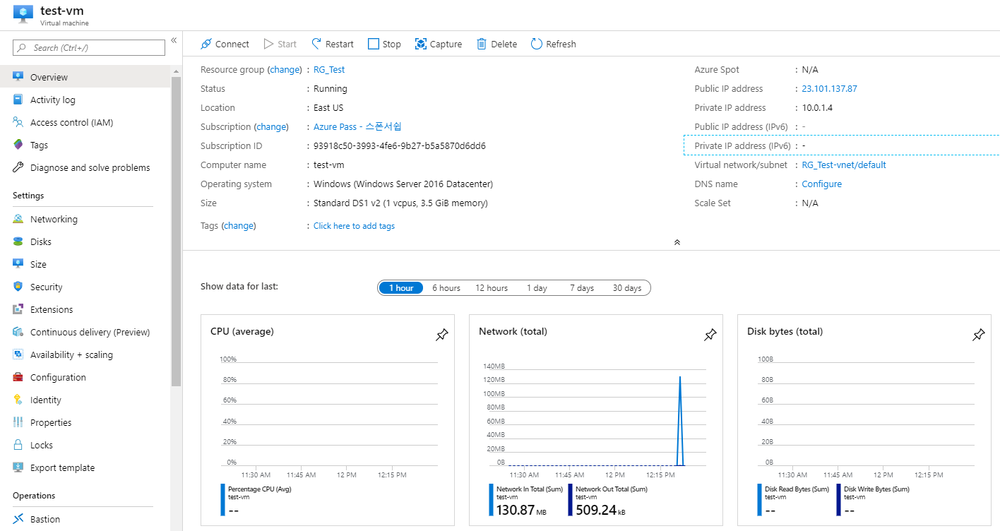 test-vm
Virtual machine
Search (Ctrl+/)
«
Overview
Activity log
Access control (IAM)
Tags
Diagnose and solve problems
Settings
Networking
Disks
Size
Security
Extensions
Continuous delivery (Preview)
Availability + scaling
Configuration
Identity
Properties
Locks
Export template
Operations
Bastion
Connect Start Restart Stop Capture Delete Refresh
Resource group (change) : RG_Test
Status : Running
Location : East US
Subscription (change) : Azure Pass - 스폰서쉽
Subscription ID : 93918c50-3993-4fe6-9b27-b5a5870d6dd6
Computer name : test-vm
Operating system : Windows (Windows Server 2016 Datacenter)
Size : Standard DS1 v2 (1 vcpus, 3.5 GiB memory)
Tags (change) : Click here to add tags
Azure Spot : N/A
Public IP address : 23.101.137.87
Private IP address : 10.0.1.4
Public IP address (IPv6) : -
Private IP address (IPv6) : -
Virtual network/subnet : RG_Test-vnet/default
DNS name : Configure
Scale Set : N/A
Show data for last: 1 hour 6 hours 12 hours 1 day 7 days 30 days
CPU (average)
100%
80%
60%
40%
20%
0%
11:30 AM 11:45 AM 12 PM 12:15 PM
Percentage CPU (Avg)
test-vm
--
Network (total)
140MB
120MB
100MB
80MB
60MB
40MB
20MB
0B
11:30 AM 11:45 AM 12 PM 12:15 PM
Network In Total (Sum) Network Out Total (Sum)
test-vm test-vm
130.87 MB 509.24 kB
Disk bytes (total)
100B
80B
60B
40B
20B
0B
11:30 AM 11:45 AM 12 PM 12:15 PM
Disk Read Bytes (Sum) Disk Write Bytes (Sum)
test-vm test-vm
-- --